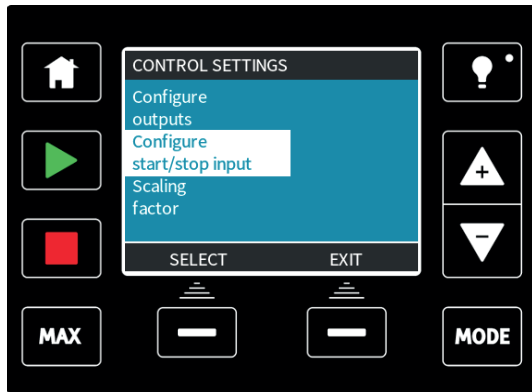 CONTROL SETTINGS
Configure
outputs
Configure
start/stop input
Scaling
factor
SELECT EXIT
MAX
MODE